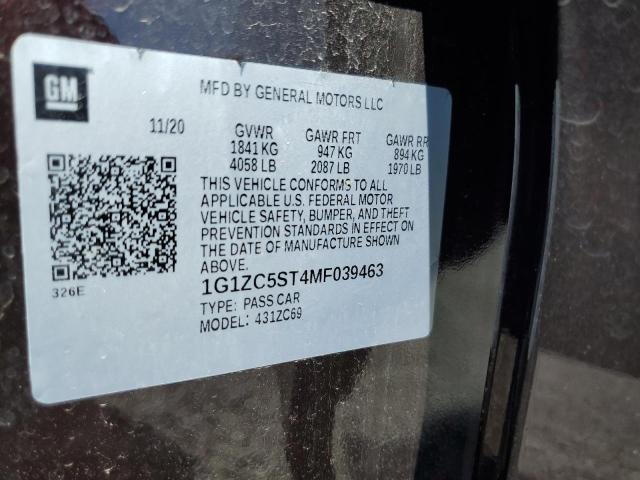 GM
MFD BY GENERAL MOTORS LLC
11/20 GVWR GAWR FRT GAWR RR
1841 KG 947 KG 894 KG
4058 LB 2087 LB 1970 LB
THIS VEHICLE CONFORMS TO ALL
APPLICABLE U.S. FEDERAL MOTOR
VEHICLE SAFETY, BUMPER, AND THEFT
PREVENTION STANDARDS IN EFFECT ON
THE DATE OF MANUFACTURE SHOWN
ABOVE.
1G1ZC5ST4MF039463
326E
TYPE: PASS CAR
MODEL: 431ZC69